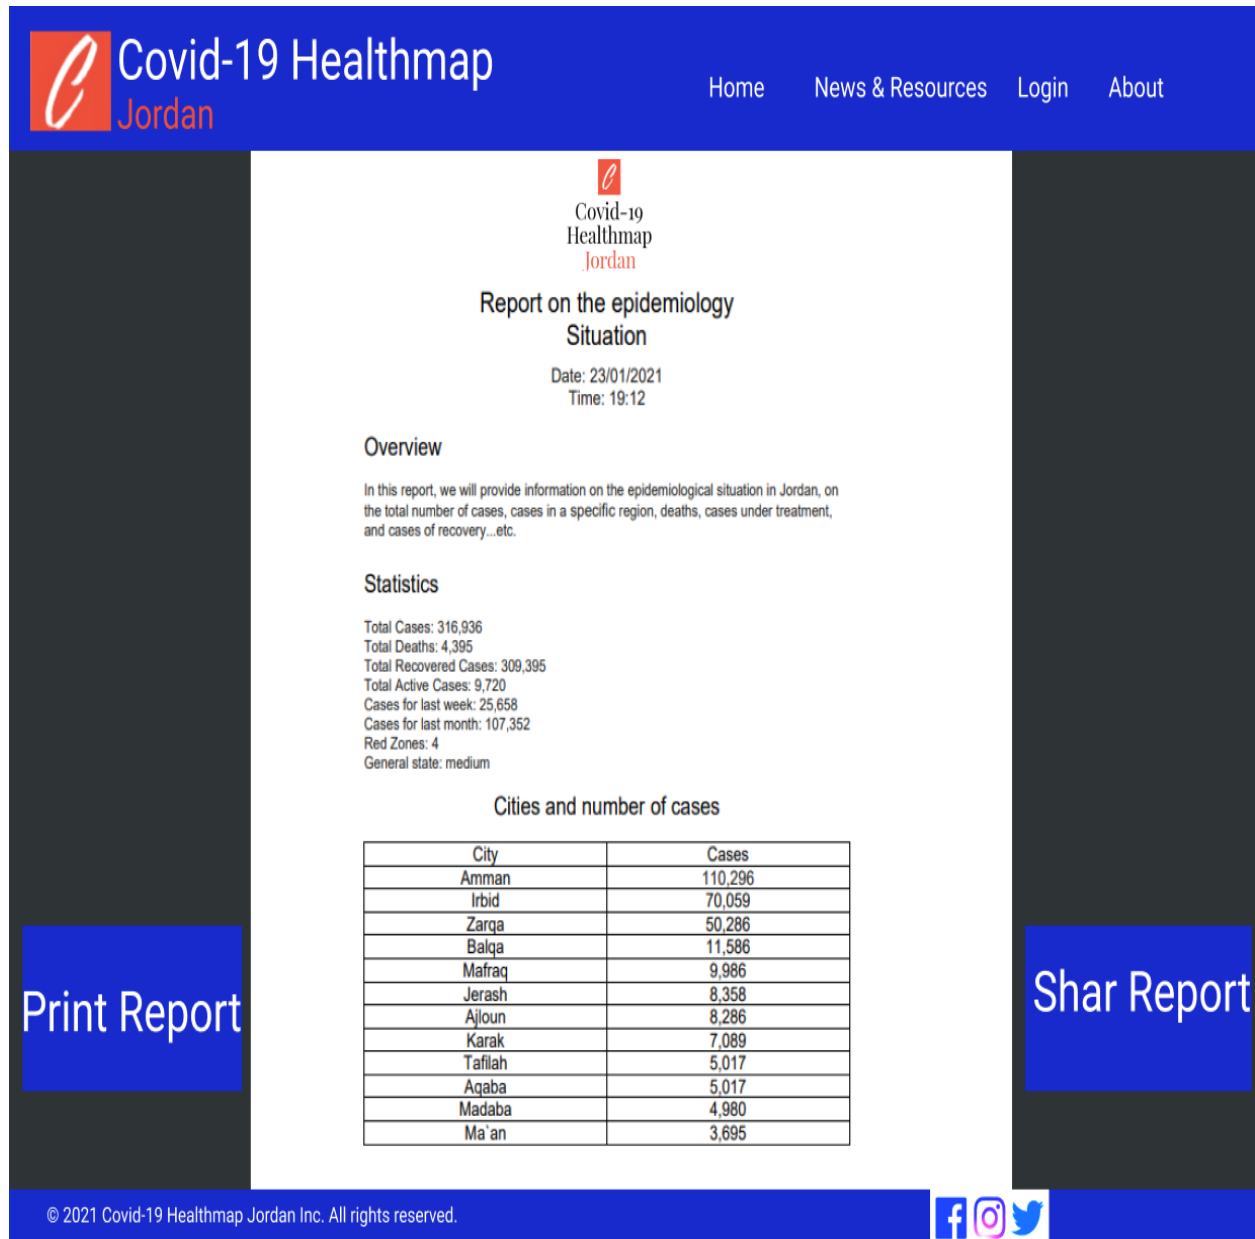 Covid-19 Healthmap
Jordan
Home News & Resources Login About
Covid-19
Healthmap
Jordan
Report on the epidemiology
Situation
Date: 23/01/2021
Time: 19:12
Overview
In this report, we will provide information on the epidemiological situation in Jordan, on
the total number of cases, cases in a specific region, deaths, cases under treatment,
and cases of recovery...etc.
Statistics
Total Cases: 316,936
Total Deaths: 4,395
Total Recovered Cases: 309,395
Total Active Cases: 9,720
Cases for last week: 25,658
Cases for last month: 107,352
Red Zones: 4
General state: medium
Cities and number of cases
City Cases
Amman 110,296
Irbid 70,059
Zarqa 50,286
Balqa 11,586
Mafraq 9,986
Jerash 8,358
Ajloun 8,286
Karak 7,089
Tafilah 5,017
Aqaba 5,017
Madaba 4,980
Ma`an 3,695
Print Report
Shar Report
© 2021 Covid-19 Healthmap Jordan Inc. All rights reserved.